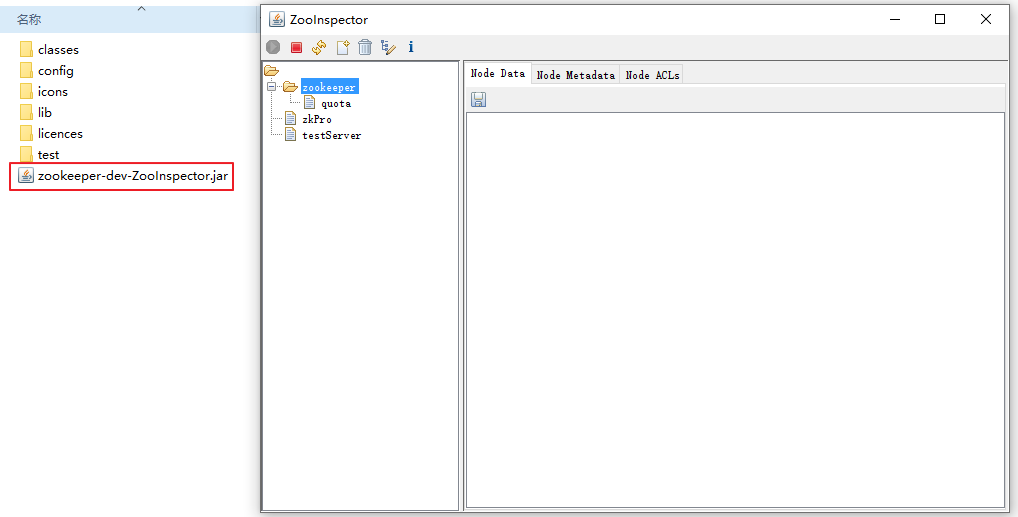 名称
classes
config
icons
lib
licences
test
zookeeper-dev-ZooInspector.jar
ZooInspector
zookeeper
quota
zkPro
testServer
Node Data Node Metadata Node ACLs